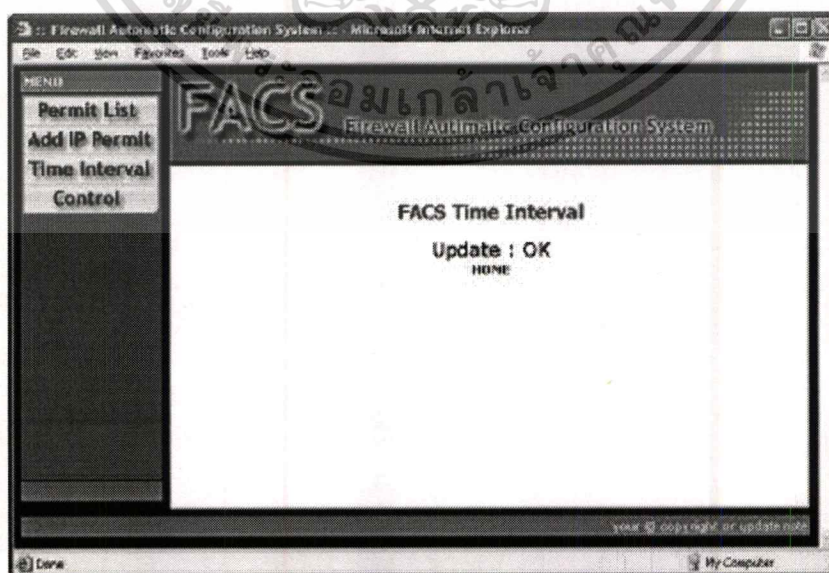 :: Firewall Automatic Configuration System :: - Microsoft Internet Explorer
File Edit View Favorites Tools Help
MENU
Permit List
Add IP Permit
Time Interval
Control
FACS
Firewall Autimaitc Configuration System
FACS Time Interval
Update : OK
HOME
your @ copyright or update note
Done
My Computer